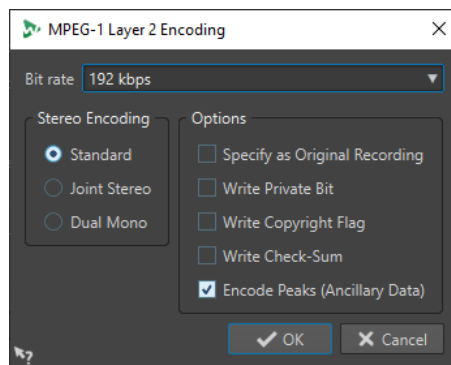 MPEG-1 Layer 2 Encoding
Bit rate 192 kbps
Stereo Encoding
Standard
Joint Stereo
Dual Mono
Options
Specify as Original Recording
Write Private Bit
Write Copyright Flag
Write Check-Sum
Encode Peaks (Ancillary Data)
OK
Cancel
?